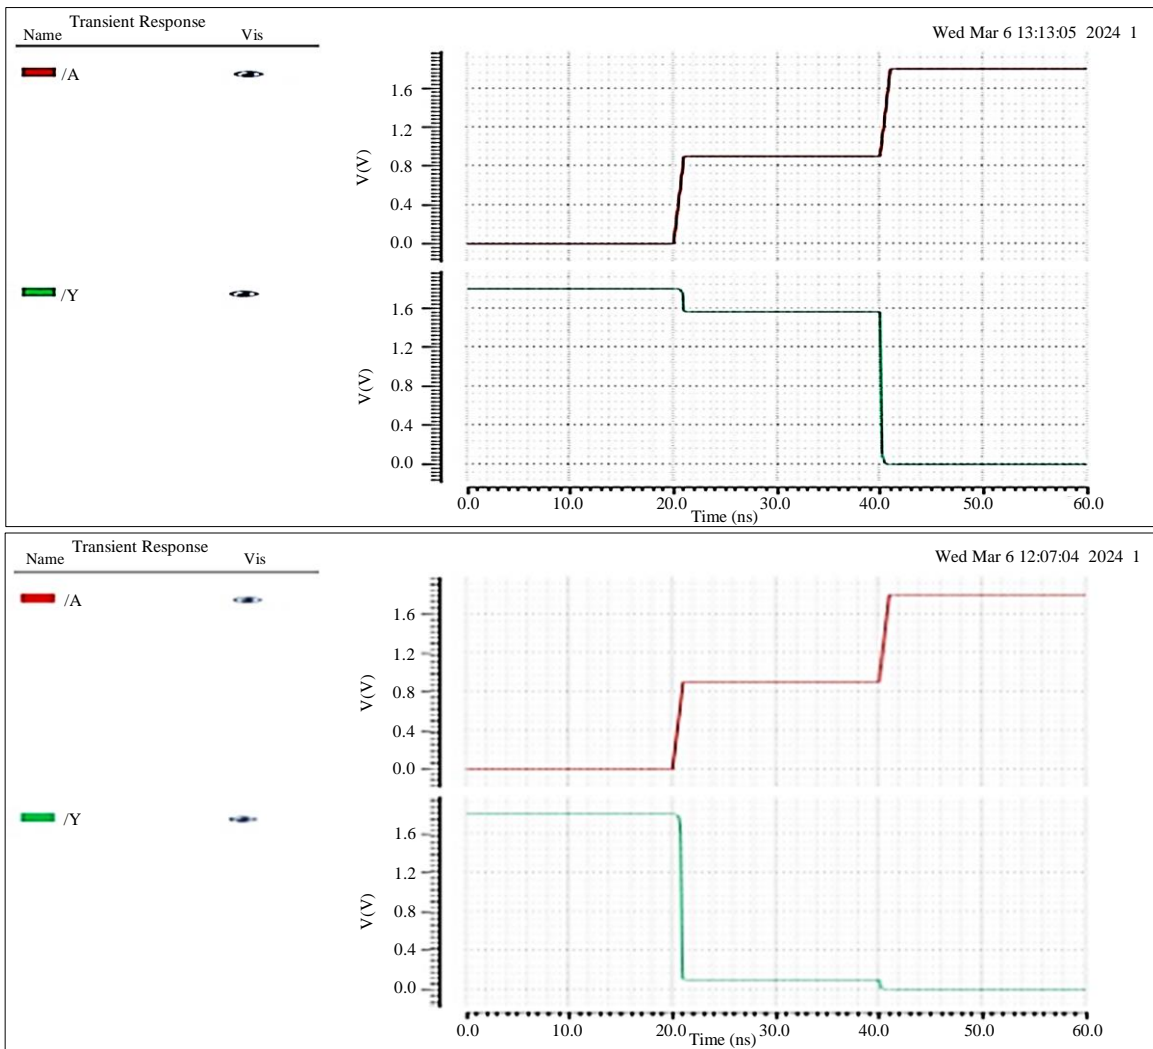 Transient Response
Name Vis
Wed Mar 6 13:13:05 2024 1
/A
V(V)
1.6
1.2
0.8
0.4
0.0
/Y
V(V)
1.6
1.2
0.8
0.4
0.0
0.0 10.0 20.0 30.0 40.0 50.0 60.0
Time (ns)
Transient Response
Name Vis
Wed Mar 6 12:07:04 2024 1
/A
V(V)
1.6
1.2
0.8
0.4
0.0
/Y
V(V)
1.6
1.2
0.8
0.4
0.0
0.0 10.0 20.0 30.0 40.0 50.0 60.0
Time (ns)